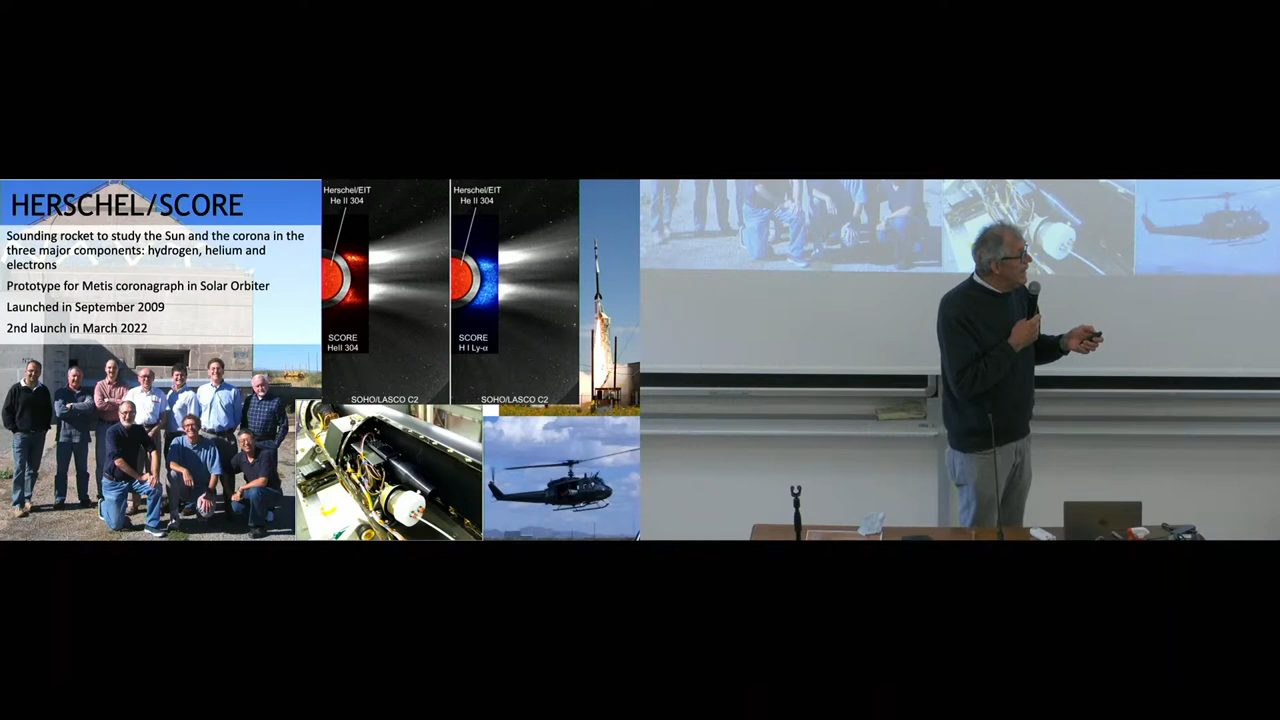 HERSCHEL/SCORE
Sounding rocket to study the Sun and the corona in the
three major components: hydrogen, helium and
electrons
Prototype for Metis coronagraph in Solar Orbiter
Launched in September 2009
2nd launch in March 2022
Herschel/EIT
He II 304
SCORE
HeII 304
SOHO/LASCO C2
Herschel/EIT
He II 304
SCORE
H I Ly-α
SOHO/LASCO C2